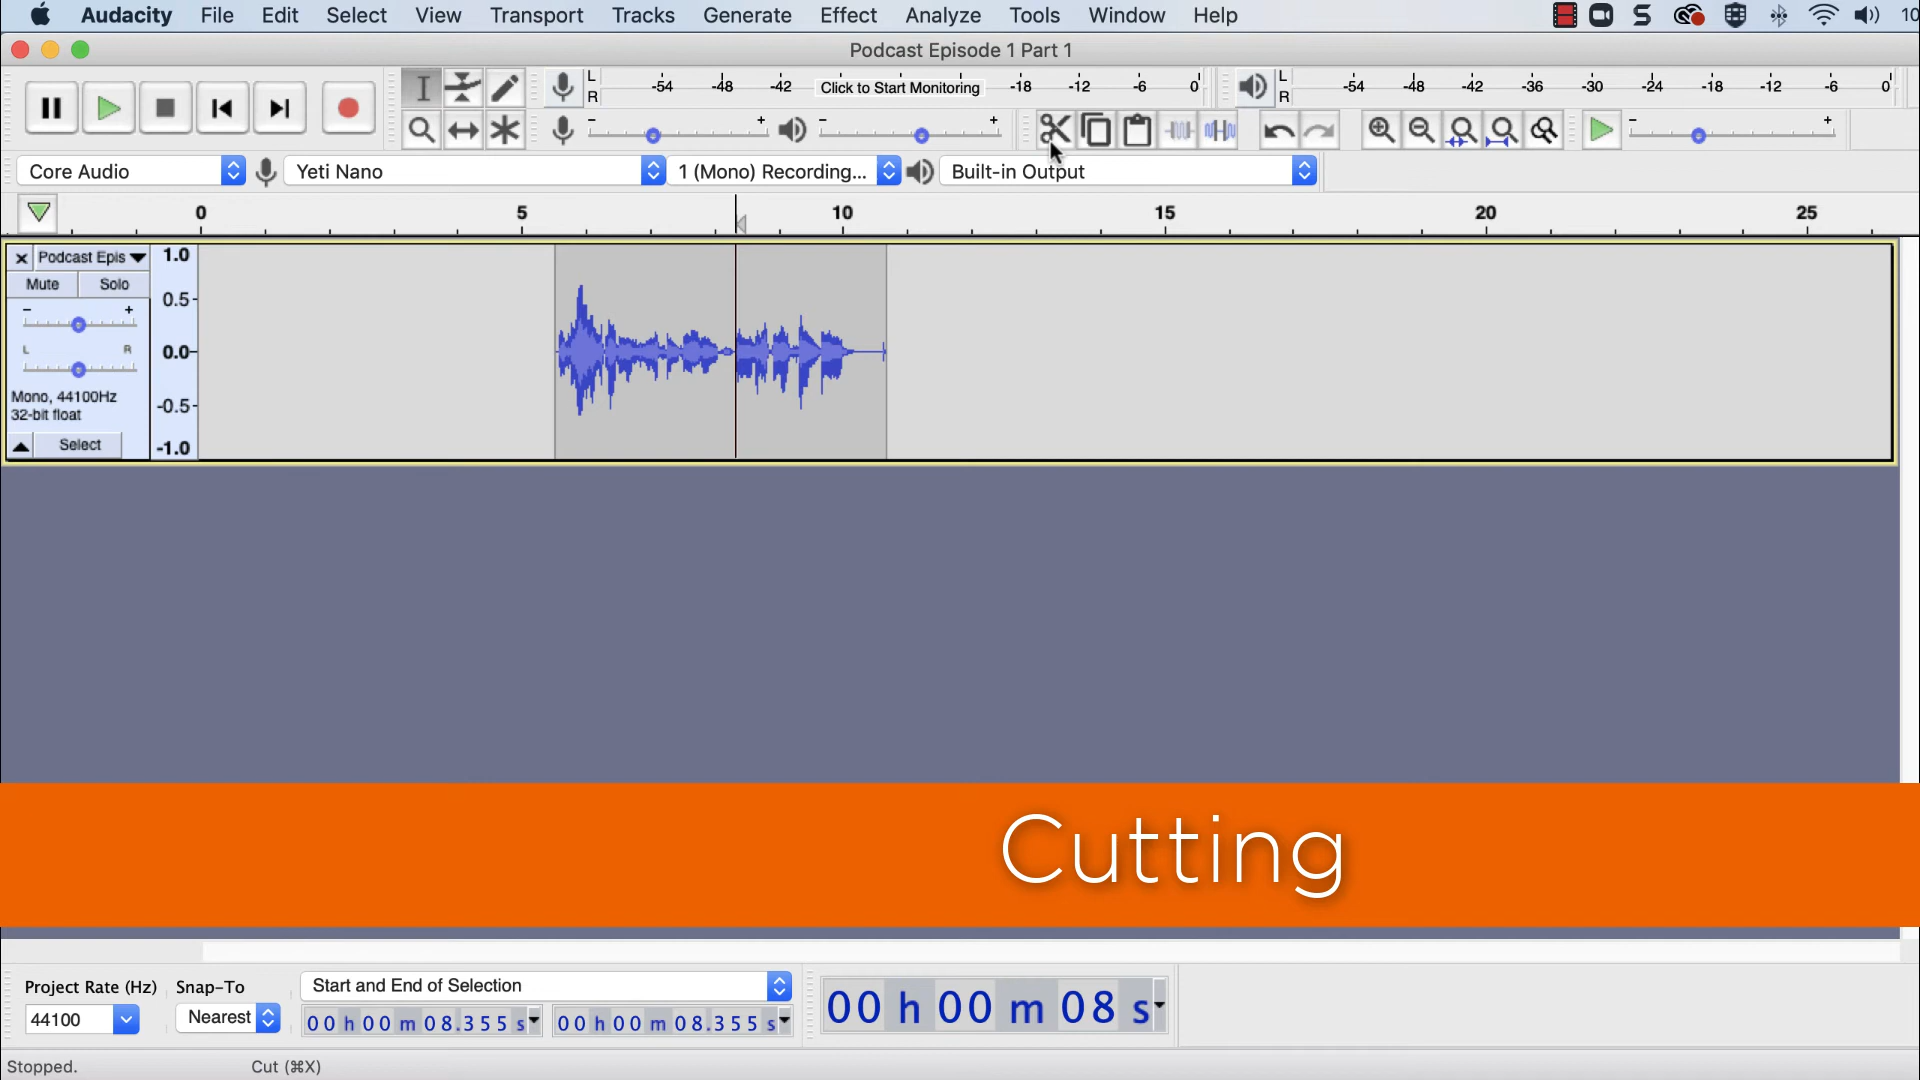 Audacity File Edit Select View Transport Tracks Generate Effect Analyze Tools Window Help 10
Podcast Episode 1 Part 1
L R -54 -48 -42 Click to Start Monitoring -18 -12 -6 0 L R -54 -48 -42 -36 -30 -24 -18 -12 -6 0
- + - + - +
Core Audio Yeti Nano 1 (Mono) Recording... Built-in Output
0 5 10 15 20 25
x Podcast Epis 1.0
Mute Solo
0.5
- +
L R 0.0
Mono, 44100Hz
32-bit float -0.5
Select -1.0
Cutting
Project Rate (Hz) Snap-To Start and End of Selection
44100 Nearest 00 h 00 m 08.355 s 00 h 00 m 08.355 s 00 h 00 m 08 s
Stopped. Cut (⌘X)